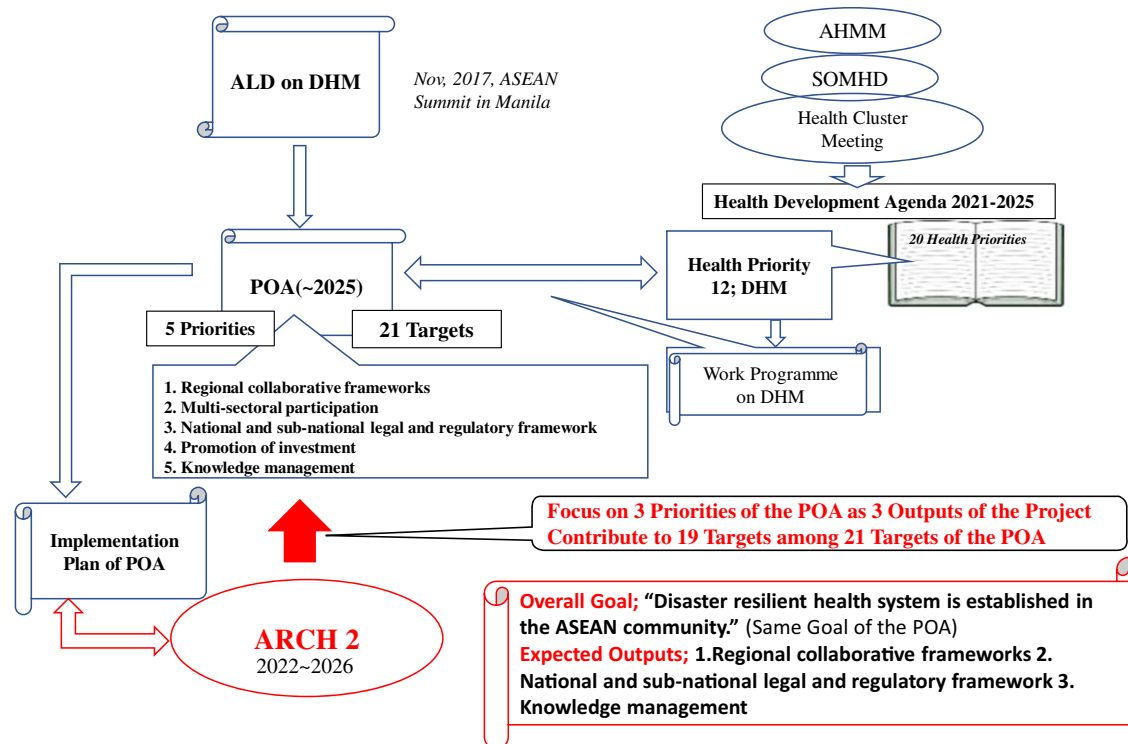 ALD on DHM
Nov, 2017, ASEAN
Summit in Manila
AHMM
SOMHD
Health Cluster
Meeting
Health Development Agenda 2021-2025
20 Health Priorities
Health Priority
12; DHM
POA(~2025)
5 Priorities
21 Targets
Work Programme
on DHM
1. Regional collaborative frameworks
2. Multi-sectoral participation
3. National and sub-national legal and regulatory framework
4. Promotion of investment
5. Knowledge management
Implementation
Plan of POA
Focus on 3 Priorities of the POA as 3 Outputs of the Project
Contribute to 19 Targets among 21 Targets of the POA
ARCH 2
2022~2026
Overall Goal; “Disaster resilient health system is established in
the ASEAN community.” (Same Goal of the POA)
Expected Outputs; 1.Regional collaborative frameworks 2.
National and sub-national legal and regulatory framework 3.
Knowledge management